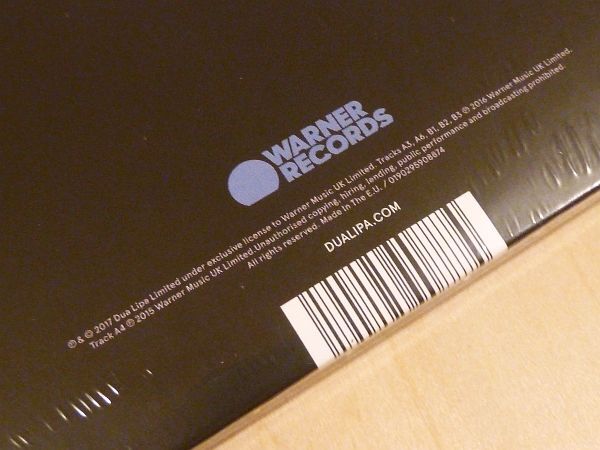 WARNER
RECORDS
℗ & © 2017 Dua Lipa Limited under exclusive license to Warner Music UK Limited. Tracks A3, A6, B1, B2, B3 ℗ 2016 Warner Music UK Limited.
Track A4 ℗ 2015 Warner Music UK Limited.Unauthorised copying, hiring, lending, public performance and broadcasting prohibited.
All rights reserved. Made In The E.U. / 0190295908874
DUALIPA.COM